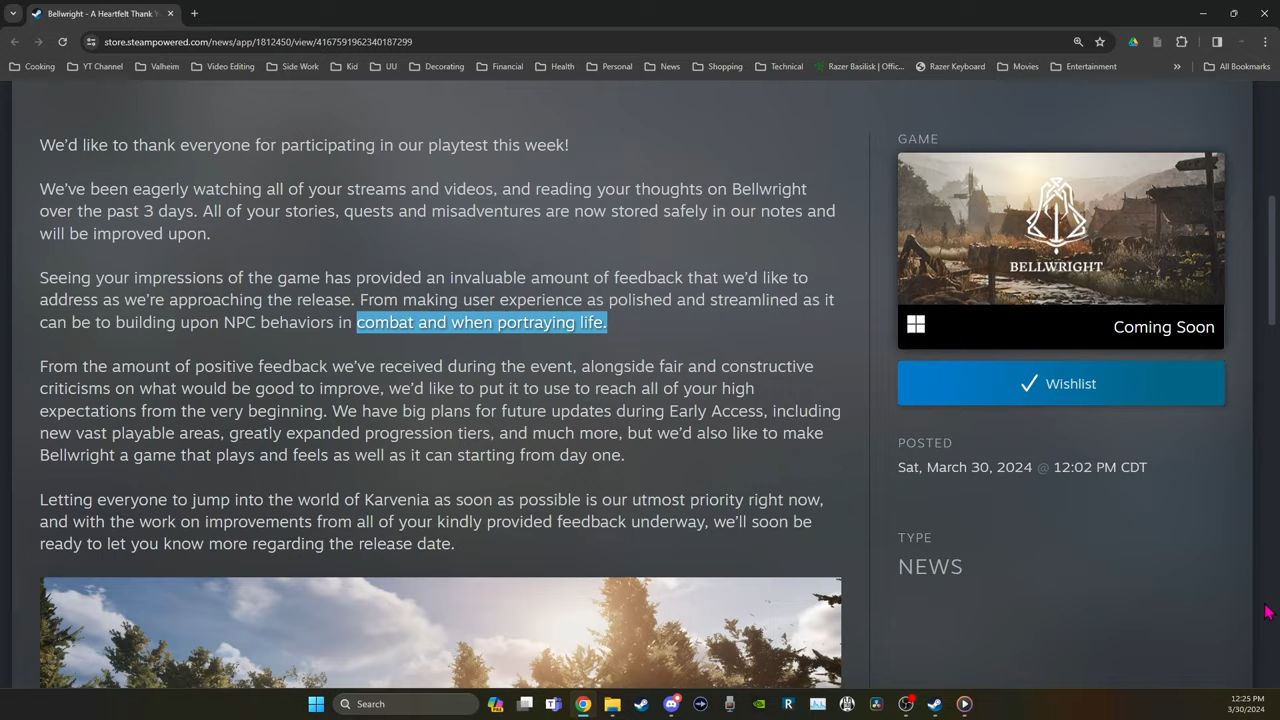 Bellwright - A Heartfelt Thank Y
store.steampowered.com/news/app/1812450/view/4167591962340187299
Cooking
YT Channel
Valheim
Video Editing
Side Work
Kid
UU
Decorating
Financial
Health
Personal
News
Shopping
Technical
Razer Basilisk | Offic...
Razer Keyboard
Movies
Entertainment
»
All Bookmarks
We'd like to thank everyone for participating in our playtest this week!
We've been eagerly watching all of your streams and videos, and reading your thoughts on Bellwright
over the past 3 days. All of your stories, quests and misadventures are now stored safely in our notes and
will be improved upon.
Seeing your impressions of the game has provided an invaluable amount of feedback that we'd like to
address as we're approaching the release. From making user experience as polished and streamlined as it
can be to building upon NPC behaviors in combat and when portraying life.
From the amount of positive feedback we've received during the event, alongside fair and constructive
criticisms on what would be good to improve, we'd like to put it to use to reach all of your high
expectations from the very beginning. We have big plans for future updates during Early Access, including
new vast playable areas, greatly expanded progression tiers, and much more, but we'd also like to make
Bellwright a game that plays and feels as well as it can starting from day one.
Letting everyone to jump into the world of Karvenia as soon as possible is our utmost priority right now,
and with the work on improvements from all of your kindly provided feedback underway, we'll soon be
ready to let you know more regarding the release date.
GAME
BELLWRIGHT
Coming Soon
Wishlist
POSTED
Sat, March 30, 2024 @ 12:02 PM CDT
TYPE
NEWS
Search
12:25 PM
3/30/2024